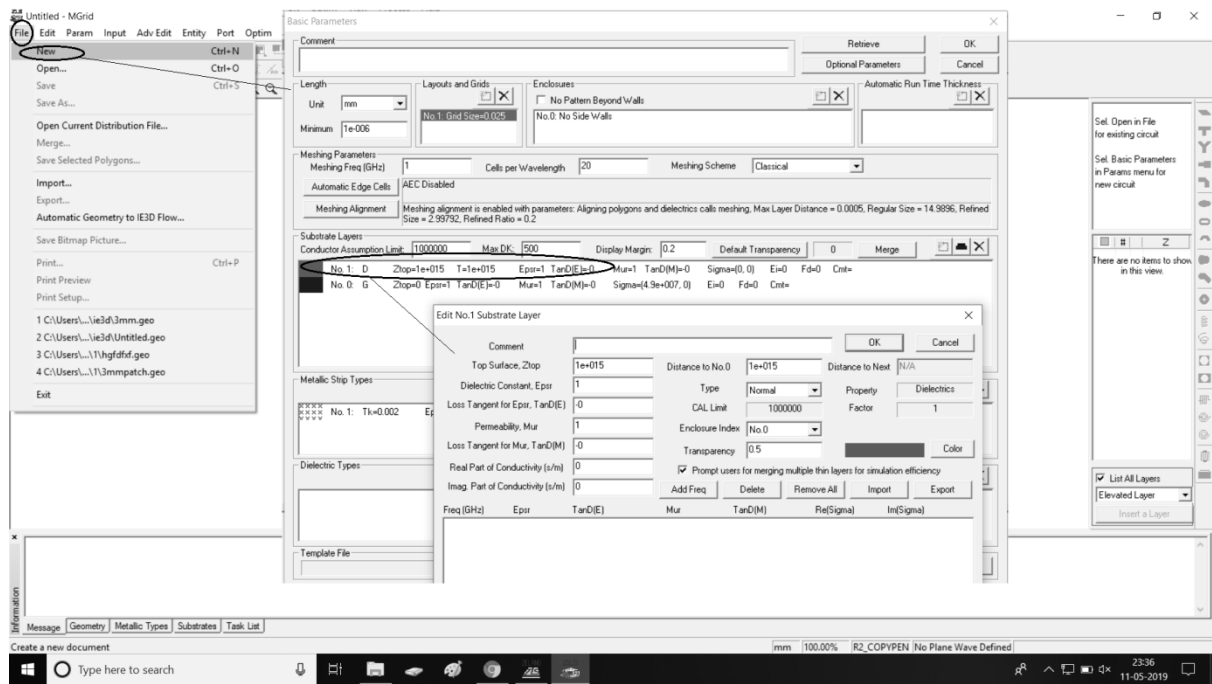 Untitled - MGrid
File Edit Param Input Adv Edit Entity Port Optim
New Ctrl+N
Open... Ctrl+O
Save Ctrl+S
Save As...
Open Current Distribution File...
Merge...
Save Selected Polygons...
Import...
Export...
Automatic Geometry to IE3D Flow...
Save Bitmap Picture...
Print... Ctrl+P
Print Preview
Print Setup...
1 C:\Users\...\ie3d\3mm.geo
2 C:\Users\...\ie3d\Untitled.geo
3 C:\Users\...\1\hgfdfxf.geo
4 C:\Users\...\1\3mmpatch.geo
Exit
Basic Parameters
Comment
Retrieve OK
Optional Parameters Cancel
Length
Unit mm
Minimum 1e-006
Layouts and Grids
No.1: Grid Size=0.025
Enclosures
No Pattern Beyond Walls
No.0: No Side Walls
Automatic Run Time Thickness
Meshing Parameters
Meshing Freq (GHz) 1 Cells per Wavelength 20 Meshing Scheme Classical
Automatic Edge Cells AEC Disabled
Meshing Alignment Meshing alignment is enabled with parameters: Aligning polygons and dielectrics calls meshing, Max Layer Distance = 0.0005, Regular Size = 14.9896, Refined
Size = 2.99792, Refined Ratio = 0.2
Substrate Layers
Conductor Assumption Limit: 1000000 Max DK: 500 Display Margin: 0.2 Default Transparency 0 Merge
No. 1: D Ztop=1e+015 T=1e+015 Epsr=1 TanD(E)=-0 Mur=1 TanD(M)=-0 Sigma=(0, 0) Ei=0 Fd=0 Cmt=
No. 0: G Ztop=0 Epsr=1 TanD(E)=-0 Mur=1 TanD(M)=-0 Sigma=(4.9e+007, 0) Ei=0 Fd=0 Cmt=
Metallic Strip Types
No. 1: Tk=0.002
Dielectric Types
Template File
Edit No.1 Substrate Layer
Comment OK Cancel
Top Surface, Ztop 1e+015 Distance to No.0 1e+015 Distance to Next N/A
Dielectric Constant, Epsr 1 Type Normal Property Dielectrics
Loss Tangent for Epsr, TanD(E) -0 CAL Limit 1000000 Factor 1
Permeability, Mur 1 Enclosure Index No.0
Loss Tangent for Mur, TanD(M) -0 Transparency 0.5 Color
Real Part of Conductivity (s/m) 0 Prompt users for merging multiple thin layers for simulation efficiency
Imag. Part of Conductivity (s/m) 0 Add Freq Delete Remove All Import Export
Freq (GHz) Epsr TanD(E) Mur TanD(M) Re(Sigma) Im(Sigma)
Sel. Open in File
for existing circuit
Sel. Basic Parameters
in Params menu for
new circuit
# Z
There are no items to show
in this view.
List All Layers
Elevated Layer
Insert a Layer
Information
Message Geometry Metallic Types Substrates Task List
Create a new document mm 100.00% R2_COPYPEN No Plane Wave Defined
Type here to search
23:36
11-05-2019